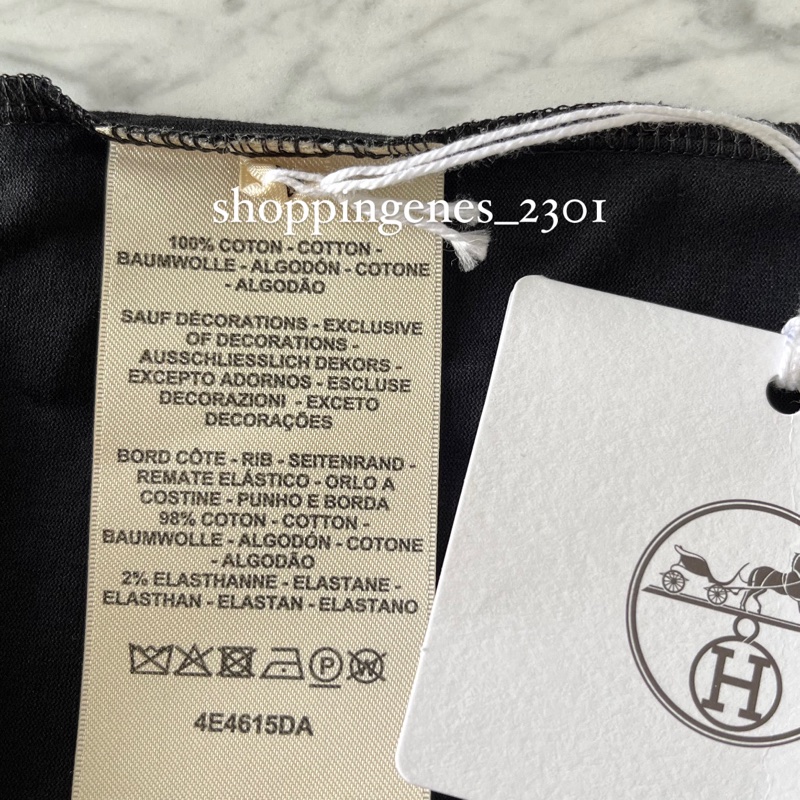 shoppingenes_2301
100% COTON - COTTON -
BAUMWOLLE - ALGODÓN - COTONE
- ALGODÃO
SAUF DÉCORATIONS - EXCLUSIVE
OF DECORATIONS -
AUSSCHLIESSLICH DEKORS -
EXCEPTO ADORNOS - ESCLUSE
DECORAZIONI - EXCETO
DECORAÇÕES
BORD CÔTE - RIB - SEITENRAND -
REMATE ELÁSTICO - ORLO A
COSTINE - PUNHO E BORDA
98% COTON - COTTON -
BAUMWOLLE - ALGODÓN - COTONE
- ALGODÃO
2% ELASTHANNE - ELASTANE -
ELASTHAN - ELASTAN - ELASTANO
P W
4E4615DA
H